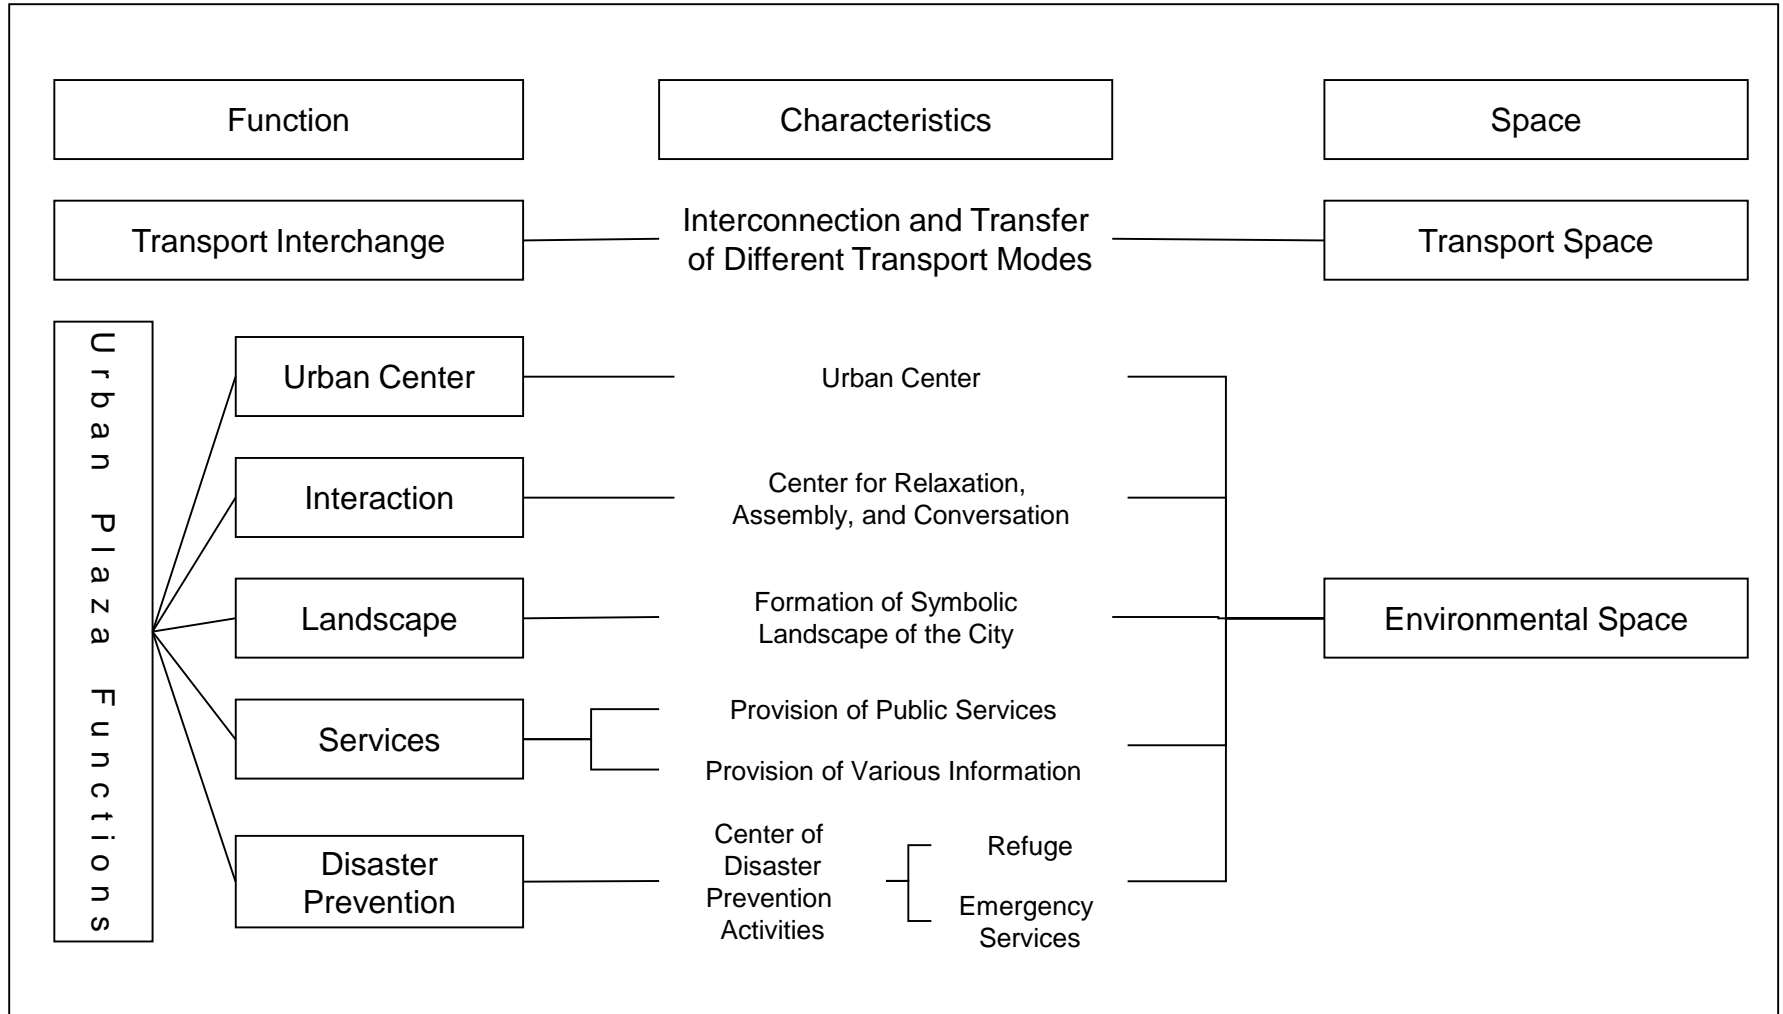 Function
Characteristics
Space
Transport Interchange
Interconnection and Transfer
of Different Transport Modes
Transport Space
Urban Plaza Functions
Urban Center
Urban Center
Interaction
Center for Relaxation,
Assembly, and Conversation
Landscape
Formation of Symbolic
Landscape of the City
Environmental Space
Services
Provision of Public Services
Provision of Various Information
Disaster
Prevention
Center of
Disaster
Prevention
Activities
Refuge
Emergency
Services